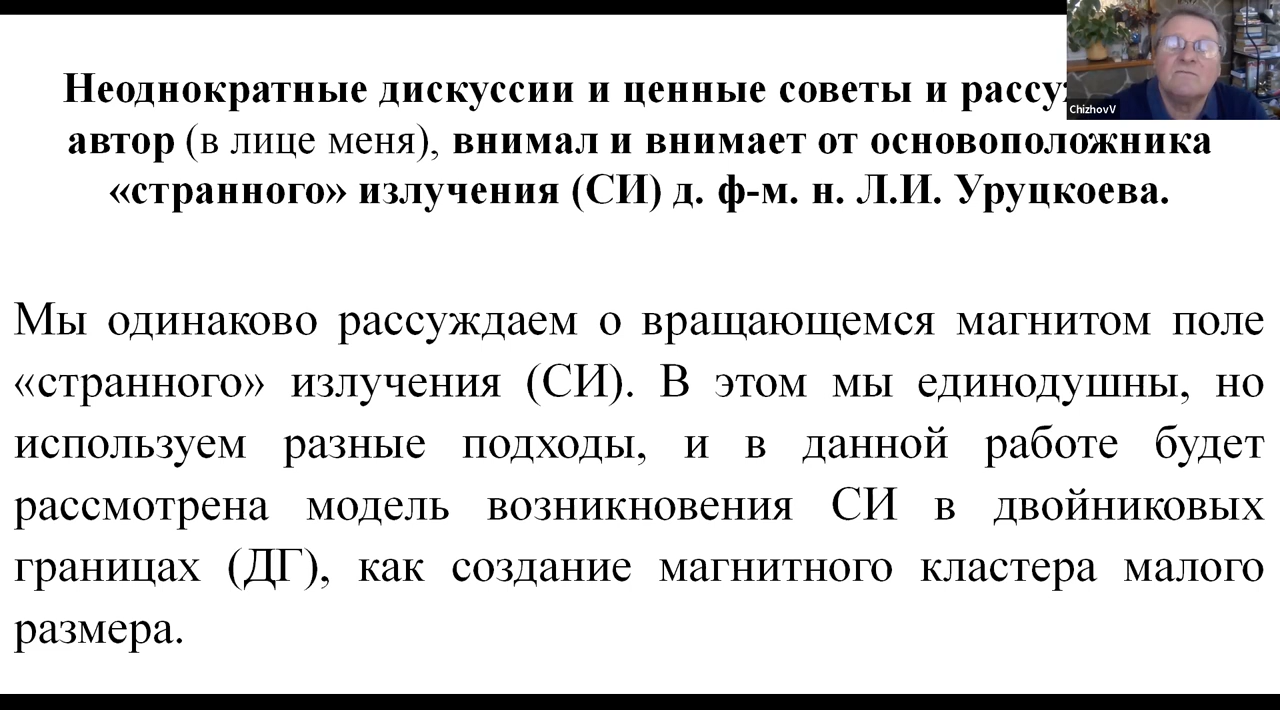 Неоднократные дискуссии и ценные советы и
автор (в лице меня), внимал и внимает от основоположника
«странного» излучения (СИ) д. ф-м. н. Л.И. Уруцкоева.
Мы одинаково рассуждаем о вращающемся магнитом поле
«странного» излучения (СИ). В этом мы единодушны, но
используем разные подходы, и в данной работе будет
рассмотрена модель возникновения СИ в двойниковых
границах (ДГ), как создание магнитного кластера малого
размера.
ChizhovV